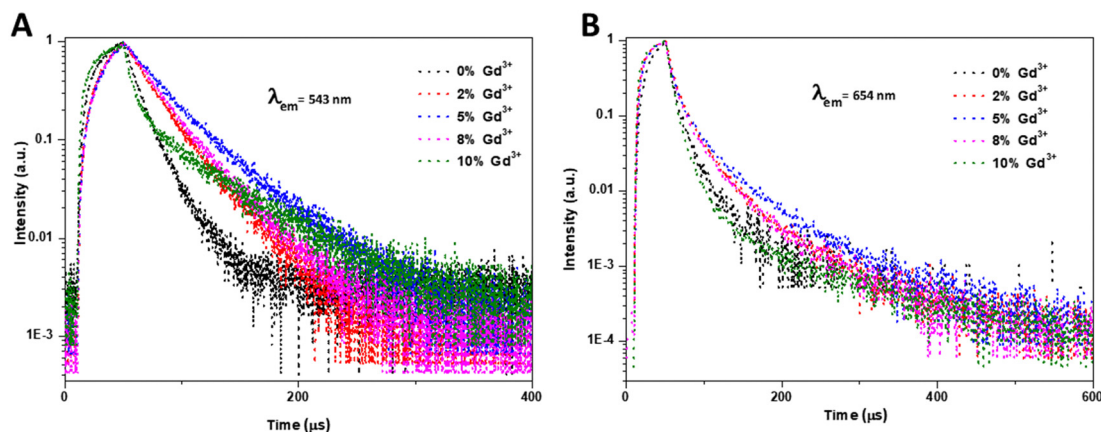 A
λem= 543 nm
0% Gd³⁺
2% Gd³⁺
5% Gd³⁺
8% Gd³⁺
10% Gd³⁺
Intensity (a.u.)
1
0.1
0.01
1E-3
0 200 400
Time (µs)
B
λem= 654 nm
0% Gd³⁺
2% Gd³⁺
5% Gd³⁺
8% Gd³⁺
10% Gd³⁺
Intensity (a.u.)
1
0.1
0.01
1E-3
1E-4
0 200 400 600
Time (µs)